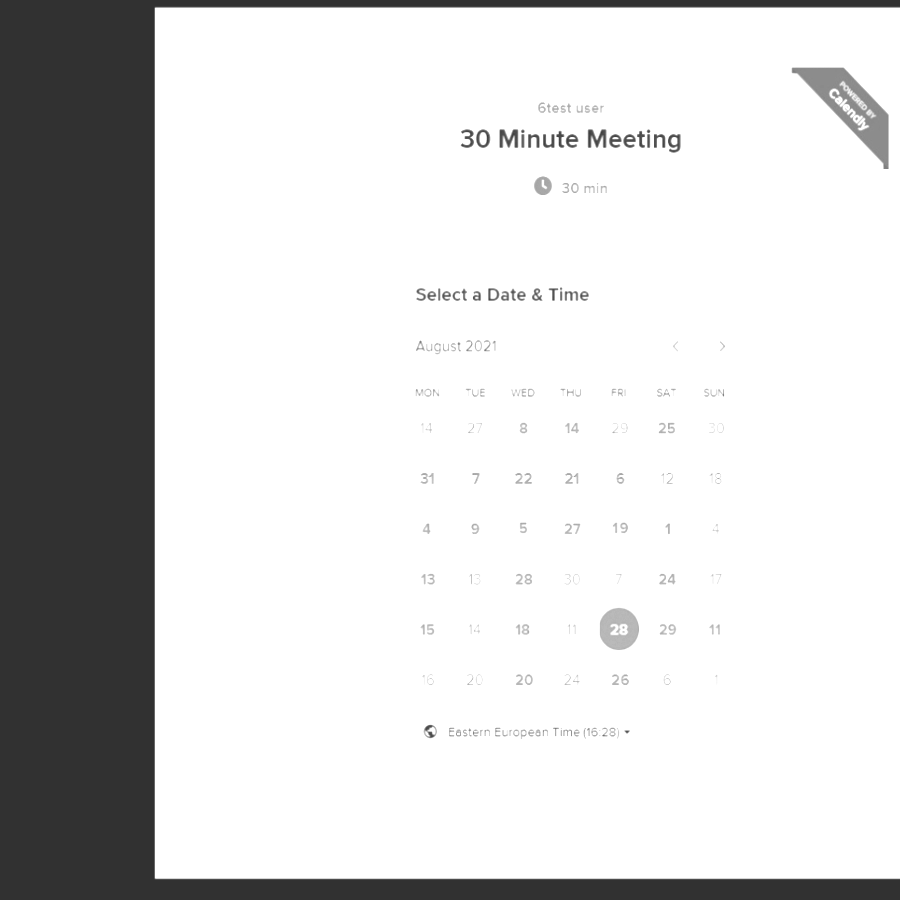 POWERED BY
Calendly
6test user
30 Minute Meeting
30 min
Select a Date & Time
August 2021
MON TUE WED THU FRI SAT SUN
14 27 8 14 29 25 30
31 7 22 21 6 12 18
4 9 5 27 19 1 4
13 13 28 30 7 24 17
15 14 18 11 28 29 11
16 20 20 24 26 6 1
Eastern European Time (16:28)